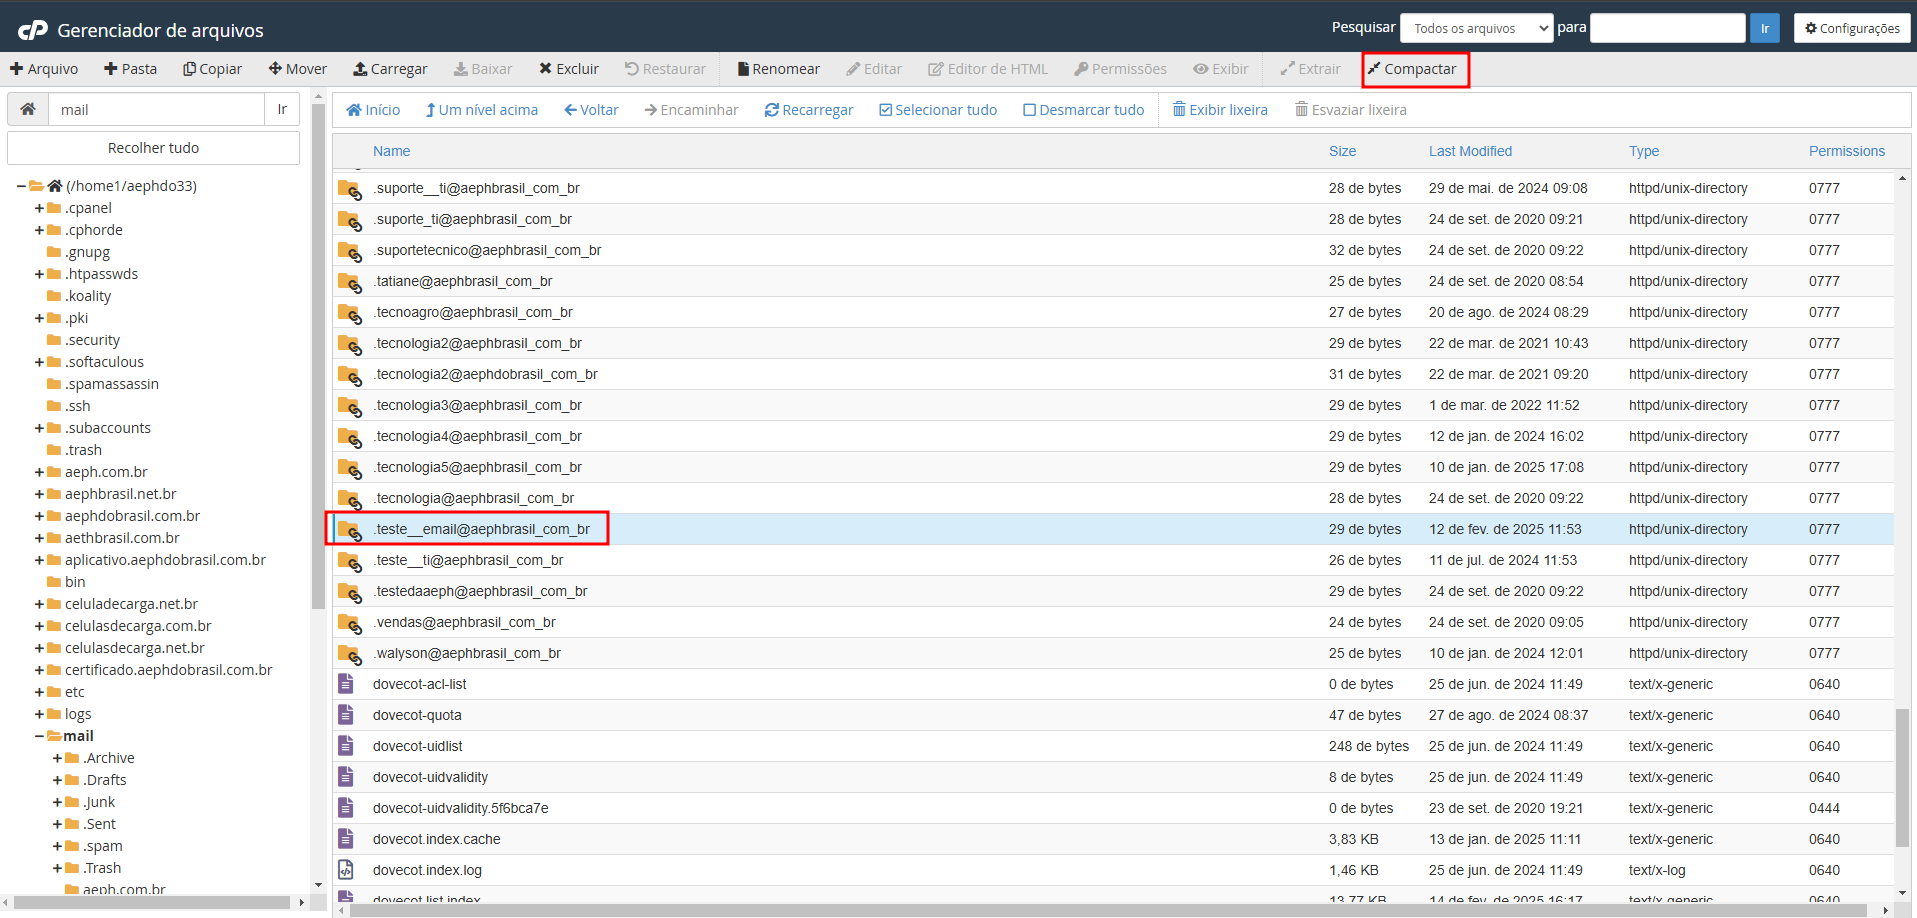 cP Gerenciador de arquivos
Pesquisar Todos os arquivos para Ir Configurações
Arquivo Pasta Copiar Mover Carregar Baixar Excluir Restaurar Renomear Editar Editor de HTML Permissões Exibir Extrair Compactar
mail Ir
Recolher tudo
(/home1/aephdo33)
.cpanel
.cphorde
.gnupg
.htpasswds
.koality
.pki
.security
.softaculous
.spamassassin
.ssh
.subaccounts
.trash
aeph.com.br
aephbrasil.net.br
aephdobrasil.com.br
aethbrasil.com.br
aplicativo.aephdobrasil.com.br
bin
celuladecarga.net.br
celulasdecarga.com.br
celulasdecarga.net.br
certificado.aephdobrasil.com.br
etc
logs
mail
.Archive
.Drafts
.Junk
.Sent
.spam
.Trash
aeph.com.br
Início Um nível acima Voltar Encaminhar Recarregar Selecionar tudo Desmarcar tudo Exibir lixeira Esvaziar lixeira
Name Size Last Modified Type Permissions
.suporte__ti@aephbrasil_com_br 28 de bytes 29 de mai. de 2024 09:08 httpd/unix-directory 0777
.suporte_ti@aephbrasil_com_br 28 de bytes 24 de set. de 2020 09:21 httpd/unix-directory 0777
.suportetecnico@aephbrasil_com_br 32 de bytes 24 de set. de 2020 09:22 httpd/unix-directory 0777
.tatiane@aephbrasil_com_br 25 de bytes 24 de set. de 2020 08:54 httpd/unix-directory 0777
.tecnoagro@aephbrasil_com_br 27 de bytes 20 de ago. de 2024 08:29 httpd/unix-directory 0777
.tecnologia2@aephbrasil_com_br 29 de bytes 22 de mar. de 2021 10:43 httpd/unix-directory 0777
.tecnologia2@aephdobrasil_com_br 31 de bytes 22 de mar. de 2021 09:20 httpd/unix-directory 0777
.tecnologia3@aephbrasil_com_br 29 de bytes 1 de mar. de 2022 11:52 httpd/unix-directory 0777
.tecnologia4@aephbrasil_com_br 29 de bytes 12 de jan. de 2024 16:02 httpd/unix-directory 0777
.tecnologia5@aephbrasil_com_br 29 de bytes 10 de jan. de 2025 17:08 httpd/unix-directory 0777
.tecnologia@aephbrasil_com_br 28 de bytes 24 de set. de 2020 09:22 httpd/unix-directory 0777
.teste__email@aephbrasil_com_br 29 de bytes 12 de fev. de 2025 11:53 httpd/unix-directory 0777
.teste__ti@aephbrasil_com_br 26 de bytes 11 de jul. de 2024 11:53 httpd/unix-directory 0777
.testedaaeph@aephbrasil_com_br 29 de bytes 24 de set. de 2020 09:22 httpd/unix-directory 0777
.vendas@aephbrasil_com_br 24 de bytes 24 de set. de 2020 09:05 httpd/unix-directory 0777
.walyson@aephbrasil_com_br 25 de bytes 10 de jan. de 2024 12:01 httpd/unix-directory 0777
dovecot-acl-list 0 de bytes 25 de jun. de 2024 11:49 text/x-generic 0640
dovecot-quota 47 de bytes 27 de ago. de 2024 08:37 text/x-generic 0640
dovecot-uidlist 248 de bytes 25 de jun. de 2024 11:49 text/x-generic 0640
dovecot-uidvalidity 8 de bytes 25 de jun. de 2024 11:49 text/x-generic 0640
dovecot-uidvalidity.5f6bca7e 0 de bytes 23 de set. de 2020 19:21 text/x-generic 0444
dovecot.index.cache 3,83 KB 13 de jan. de 2025 11:11 text/x-generic 0640
dovecot.index.log 1,46 KB 25 de jun. de 2024 11:49 text/x-log 0640
dovecot.list.index 13,77 KB 14 de fev. de 2025 16:17 text/x-generic 0640